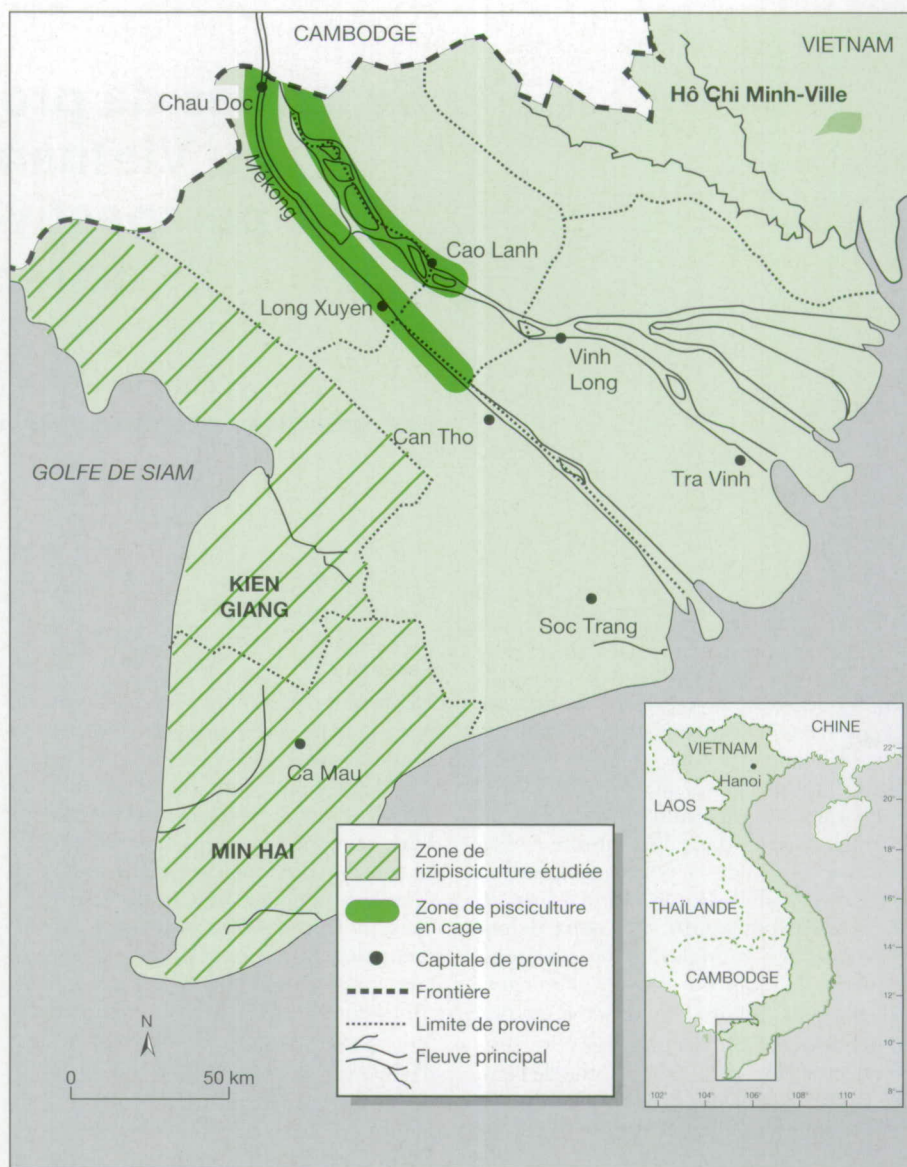 CAMBODGE
VIETNAM
Hô Chi Minh-Ville
Chau Doc
Mékong
Cao Lanh
Long Xuyen
Vinh
Long
Can Tho
Tra Vinh
GOLFE DE SIAM
KIEN
GIANG
Soc Trang
Ca Mau
MIN HAI
N
0 50 km
Zone de
rizipisciculture étudiée
Zone de pisciculture
en cage
Capitale de province
Frontière
Limite de province
Fleuve principal
CHINE
VIETNAM
22°
Hanoi
20°
LAOS
18°
16°
THAÏLANDE
14°
CAMBODGE
12°
10°
8°
102° 104° 106° 108° 110°